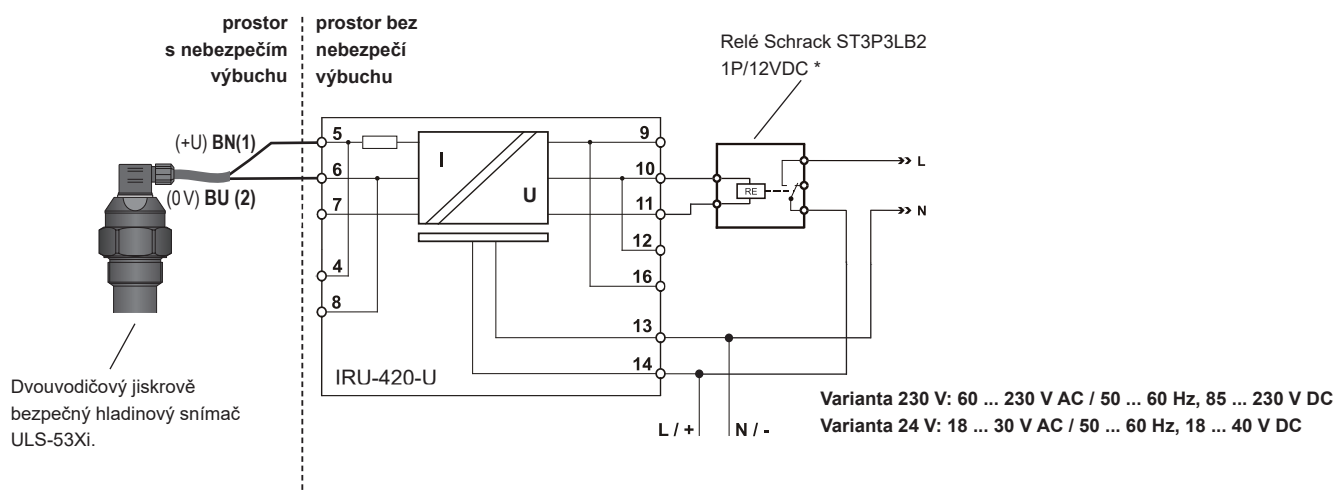 prostor
s nebezpečím
výbuchu
prostor bez
nebezpečí
výbuchu
Relé Schrack ST3P3LB2
1P/12VDC *
(+U) BN(1)
(0 V) BU (2)
5
6
7
4
8
I
U
9
10
11
12
16
13
14
IRU-420-U
RE
L
N
L / +
N / -
Dvouvodičový jiskrově
bezpečný hladinový snímač
ULS-53Xi.
Varianta 230 V: 60 ... 230 V AC / 50 ... 60 Hz, 85 ... 230 V DC
Varianta 24 V: 18 ... 30 V AC / 50 ... 60 Hz, 18 ... 40 V DC